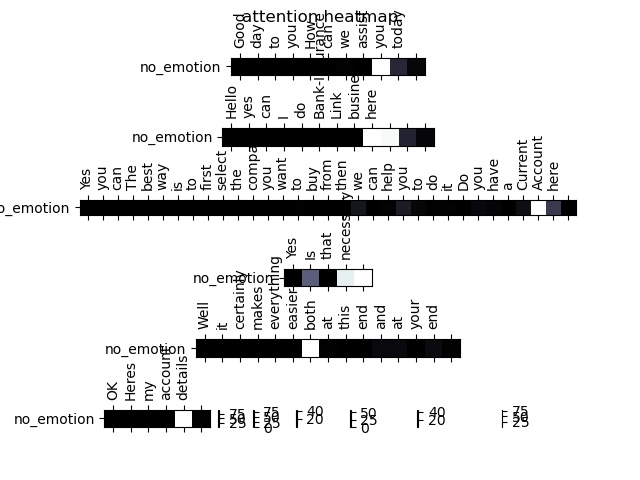 attention heatmap
Good day to you How can we assist you today
no_emotion
Hello yes can I do Bank-Insurance Link here
no_emotion
Yes you can The best way is to first select the you want to buy from then we can help you to do it Do you have a Current Account here
no_emotion
Yes Is that necessary
no_emotion
Well it certainly makes everything easier both at this end and at your end
no_emotion
OK Heres my account details
no_emotion
75 50 25
75 50 25 0
40 20
50 25 0
40 20
75 50 25